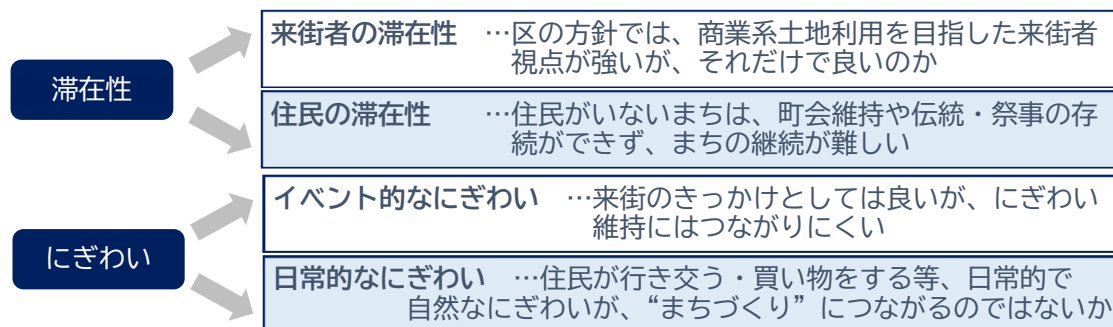 滞在性
来街者の滞在性 …区の方針では、商業系土地利用を目指した来街者
視点が強いが、それだけで良いのか
住民の滞在性 …住民がいないまちは、町会維持や伝統・祭事の存
続ができず、まちの継続が難しい
にぎわい
イベント的なにぎわい …来街のきっかけとしては良いが、にぎわい
維持にはつながりにくい
日常的なにぎわい …住民が行き交う・買い物をする等、日常的で
自然なにぎわいが、“まちづくり”につながるのではないか